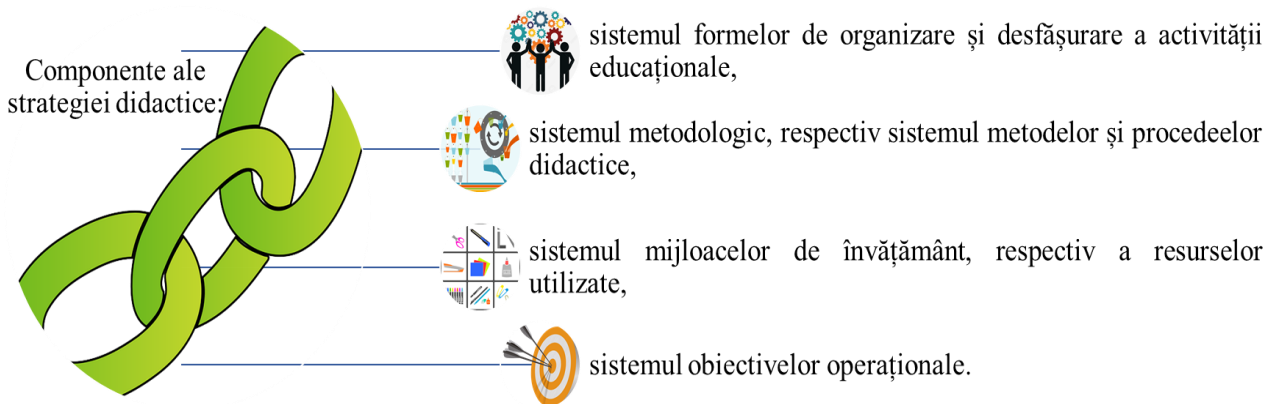 Componente ale
strategiei didactice:
sistemul formelor de organizare și desfășurare a activității
educaționale,
sistemul metodologic, respectiv sistemul metodelor și procedeelor
didactice,
sistemul mijloacelor de învățământ, respectiv a resurselor
utilizate,
sistemul obiectivelor operaționale.